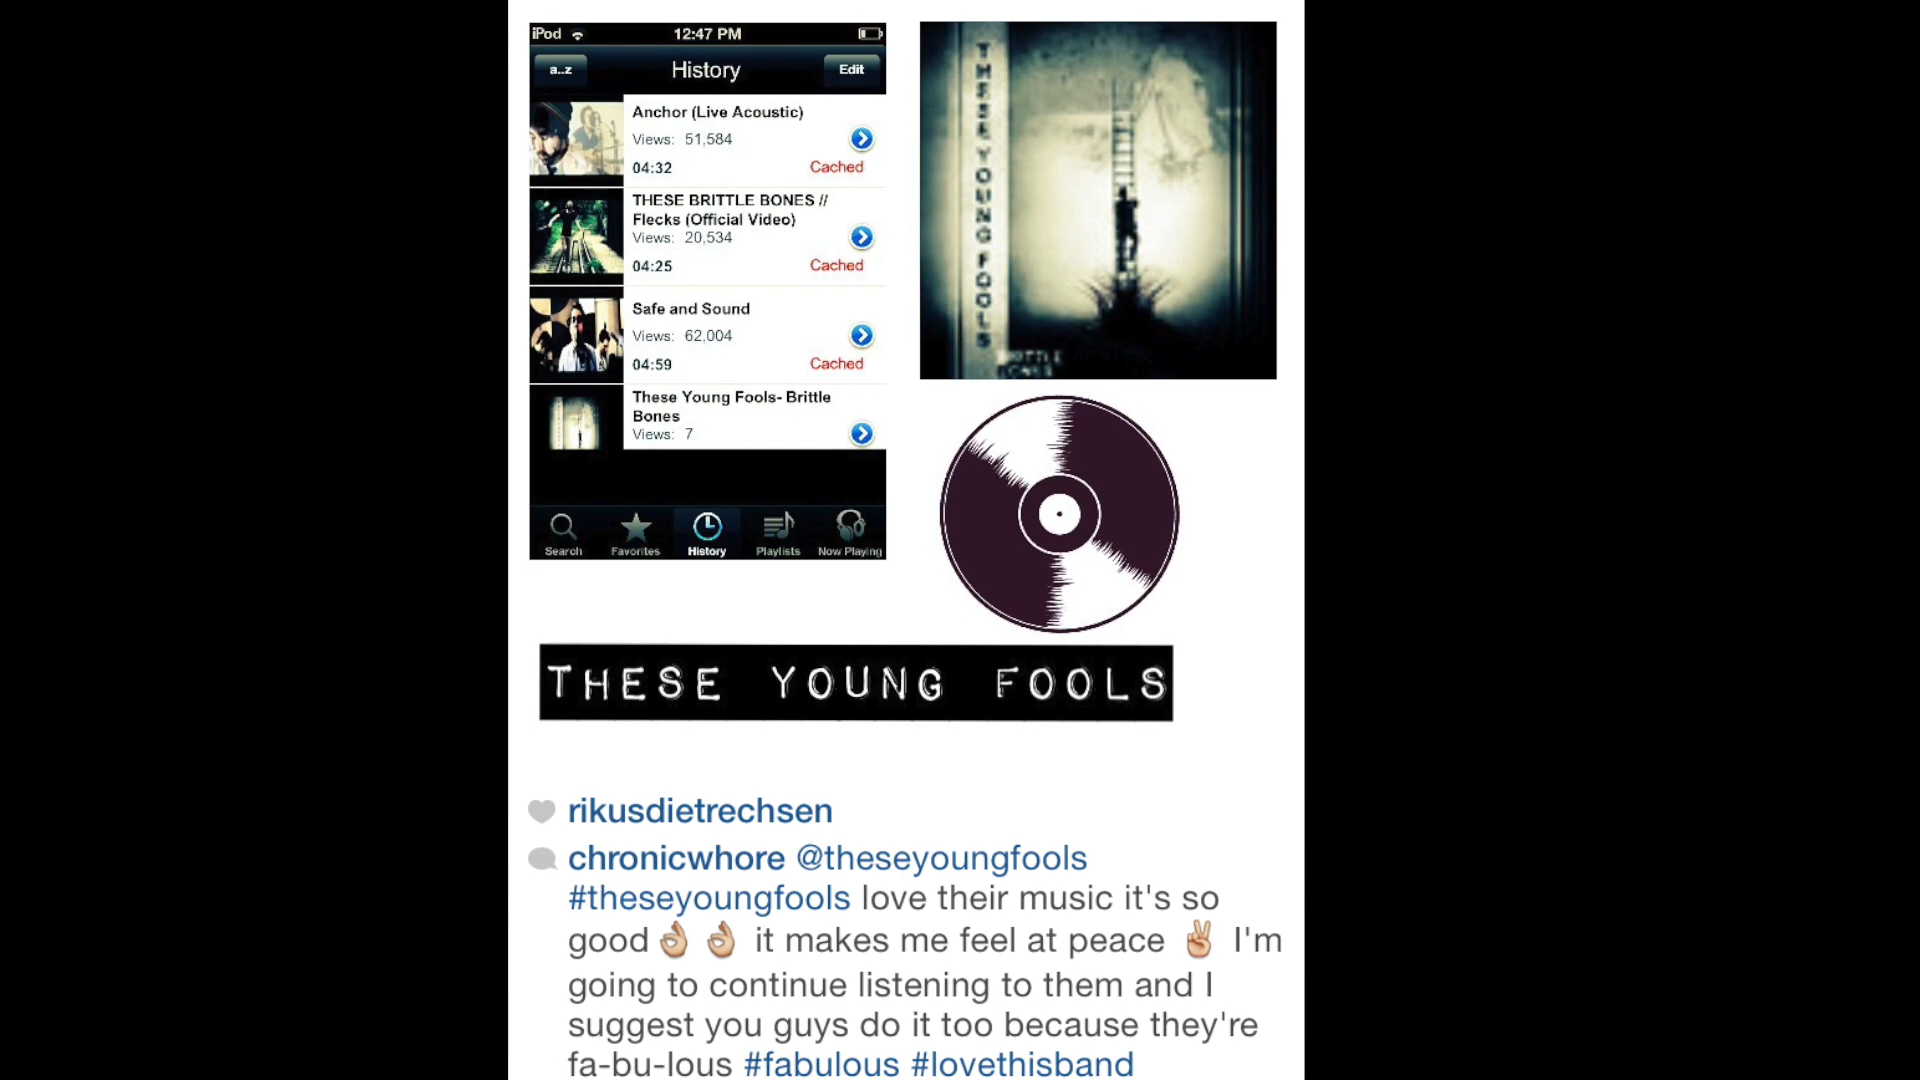 iPod
12:47 PM
a..z
History
Edit
Anchor (Live Acoustic)
Views: 51,584
04:32
Cached
THESE BRITTLE BONES //
Flecks (Official Video)
Views: 20,534
04:25
Cached
Safe and Sound
Views: 62,004
04:59
Cached
These Young Fools- Brittle
Bones
Views: 7
Search
Favorites
History
Playlists
Now Playing
THESE YOUNG FOOLS
BRITTLE
BONES
THESE YOUNG FOOLS
rikusdietrechsen
chronicwhore @theseyoungfools
#theseyoungfools love their music it's so
good👌👌 it makes me feel at peace ✌ I'm
going to continue listening to them and I
suggest you guys do it too because they're
fa-bu-lous #fabulous #lovethisband